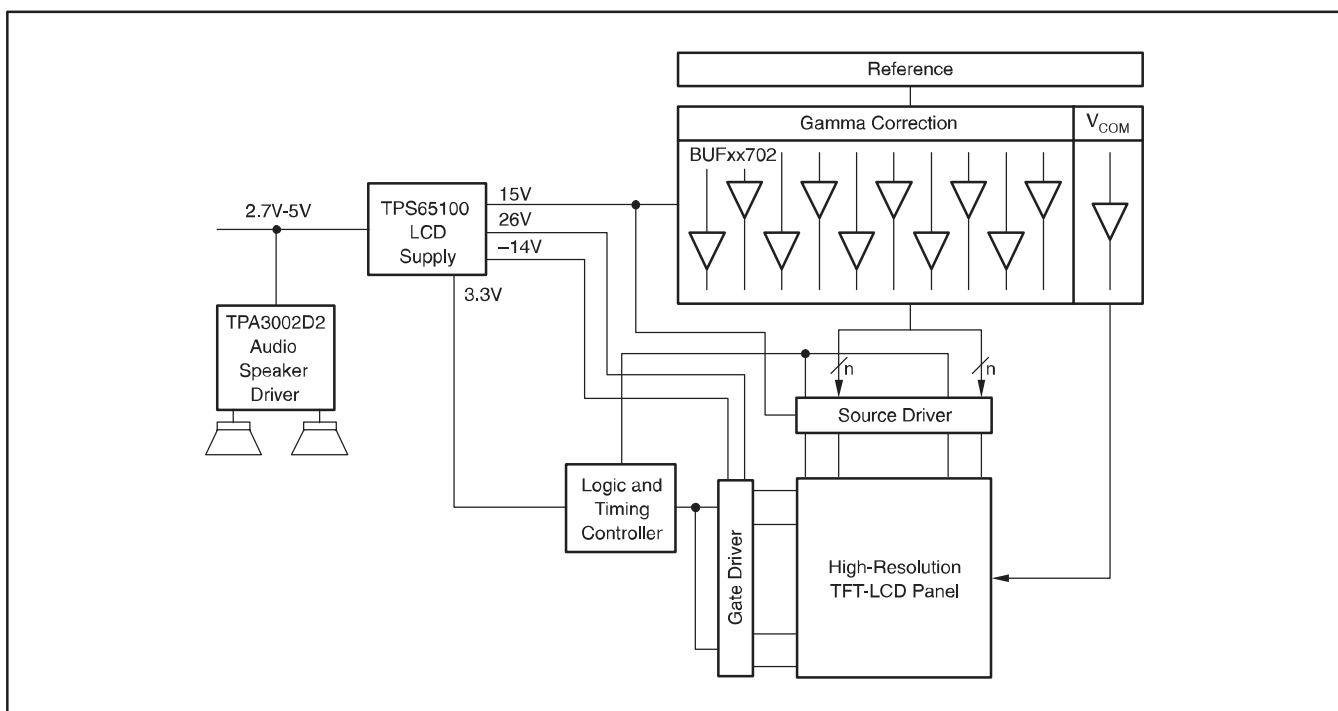 Reference
Gamma Correction
V_COM
BUFxx702
2.7V-5V
TPS65100
LCD
Supply
15V
26V
–14V
3.3V
TPA3002D2
Audio
Speaker
Driver
n
n
Source Driver
Logic and
Timing
Controller
Gate Driver
High-Resolution
TFT-LCD Panel